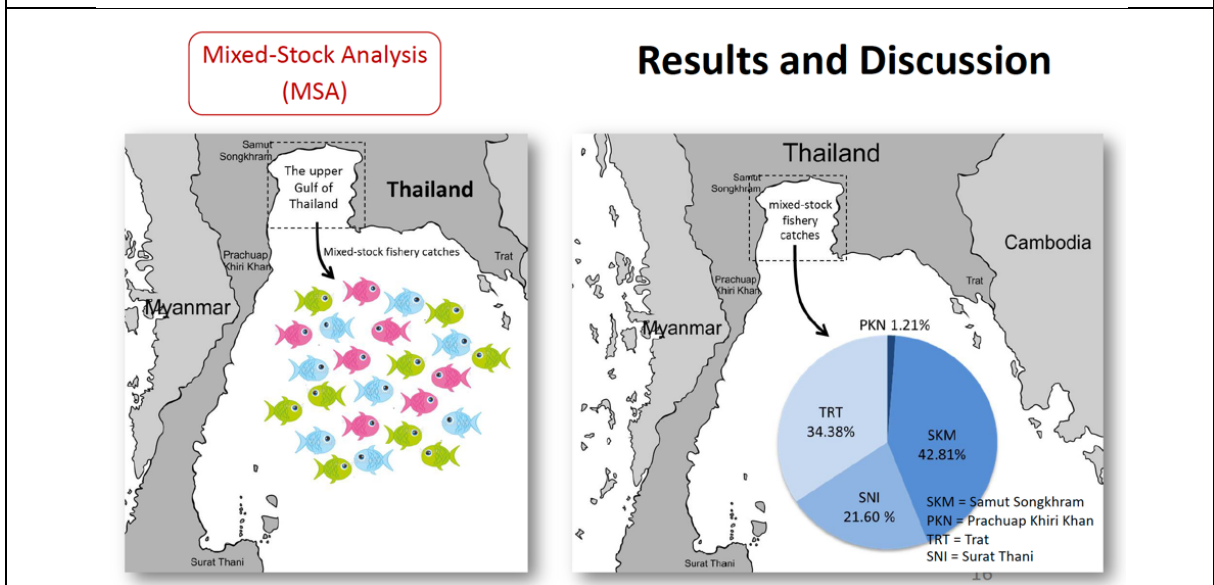 Mixed-Stock Analysis
(MSA)
Results and Discussion
Samut
Songkhram
The upper
Gulf of
Thailand
Thailand
Mixed-stock fishery catches
Prachuap
Khiri Khan
Trat
Myanmar
Surat Thani
Thailand
Samut
Songkhram
mixed-stock
fishery
catches
Cambodia
Prachuap
Khiri Khan
Trat
Myanmar
PKN 1.21%
TRT
34.38%
SKM
42.81%
SNI
21.60 %
SKM = Samut Songkhram
PKN = Prachuap Khiri Khan
TRT = Trat
SNI = Surat Thani
Surat Thani
16